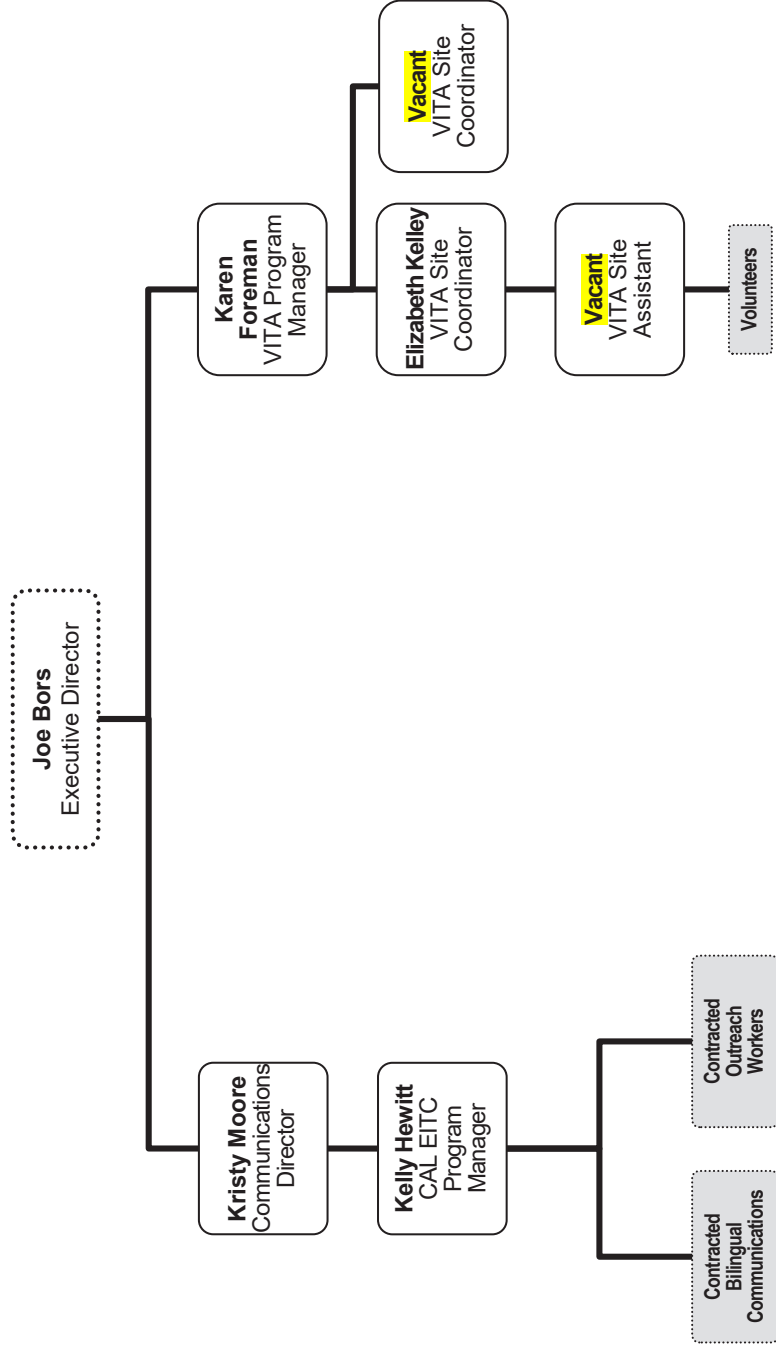 Joe Bors
Executive Director
Kristy Moore
Communications
Director
Karen
Foreman
VITA Program
Manager
Kelly Hewitt
CAL EITC
Program
Manager
Elizabeth Kelley
VITA Site
Coordinator
Vacant
VITA Site
Coordinator
Vacant
VITA Site
Assistant
Contracted
Bilingual
Communications
Contracted
Outreach
Workers
Volunteers